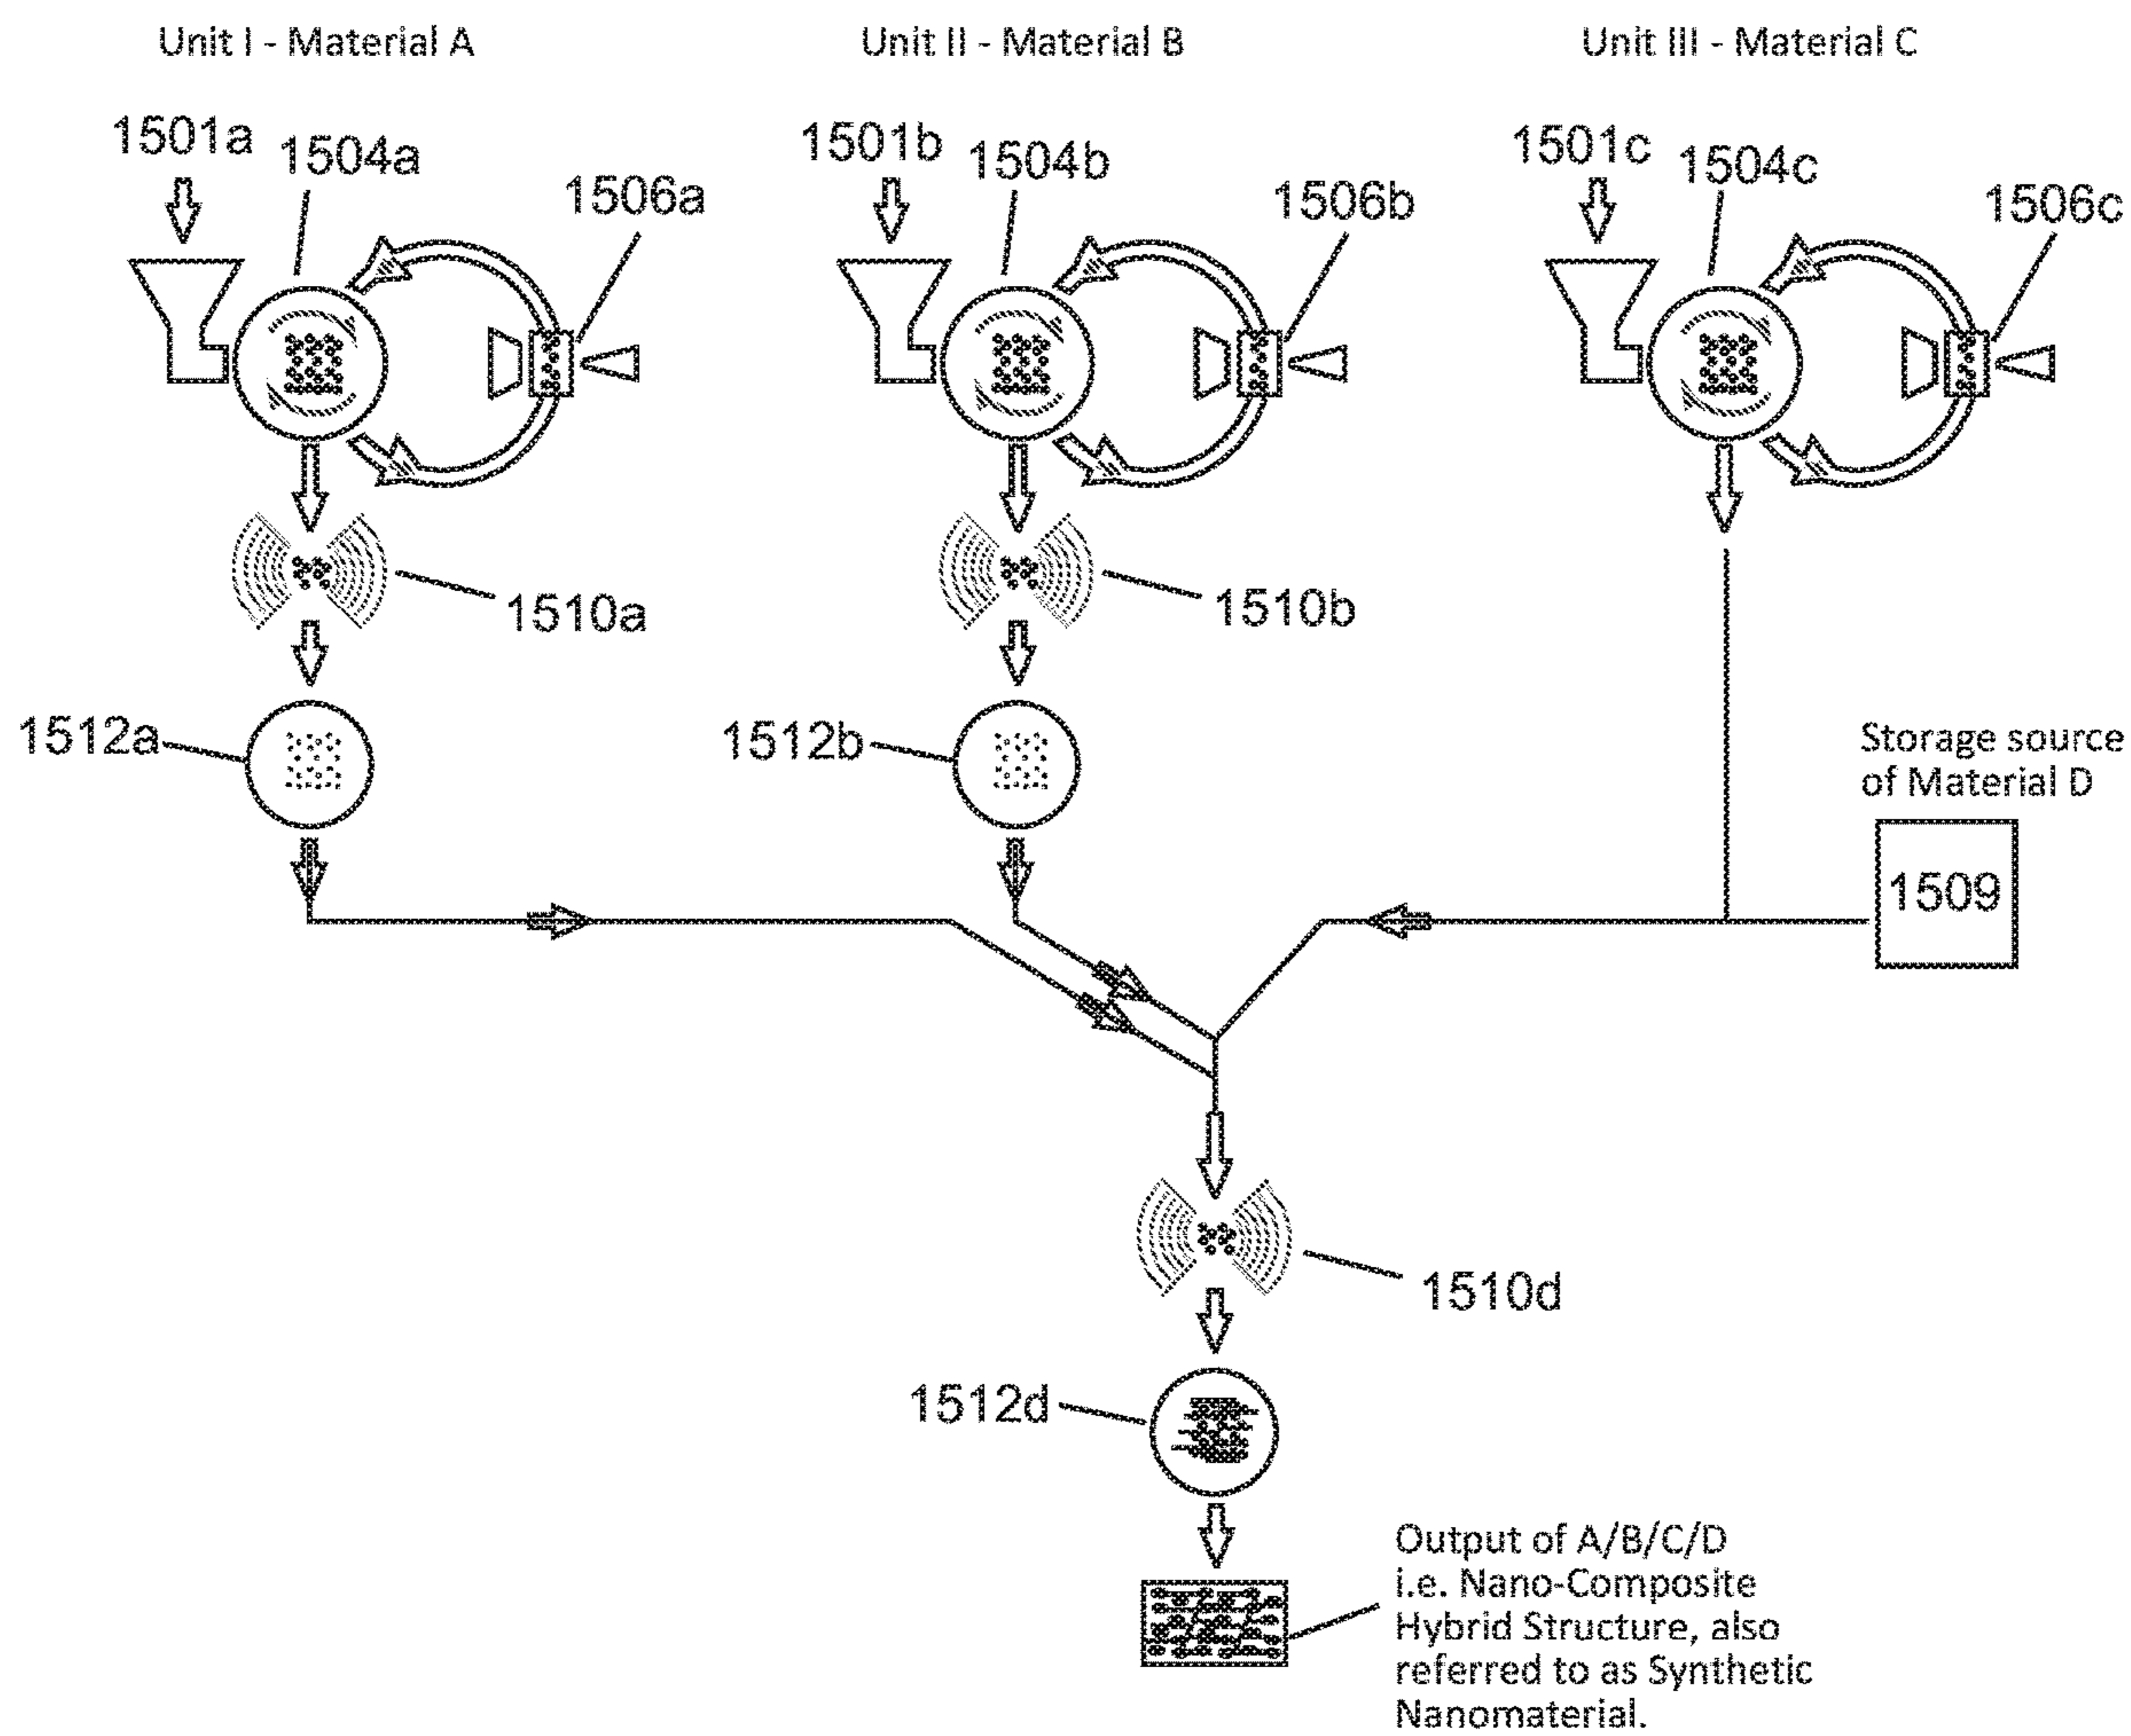 Unit I - Material A
Unit II - Material B
Unit III - Material C
1501a
1504a
1506a
1501b
1504b
1506b
1501c
1504c
1506c
1510a
1510b
1512a
1512b
Storage source
of Material D
1509
1510d
1512d
Output of A/B/C/D
i.e. Nano-Composite
Hybrid Structure, also
referred to as Synthetic
Nanomaterial.